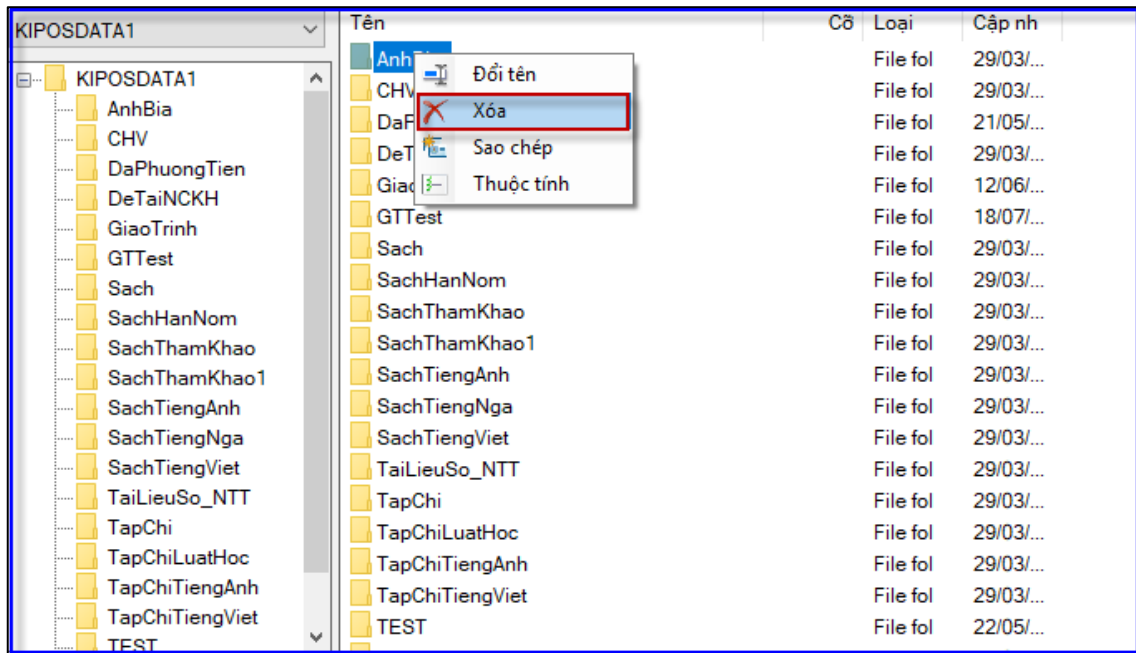 KIPOSDATA1
KIPOSDATA1
AnhBia
CHV
DaPhuongTien
DeTaiNCKH
GiaoTrinh
GTTest
Sach
SachHanNom
SachThamKhao
SachThamKhao1
SachTiengAnh
SachTiengNga
SachTiengViet
TaiLieuSo_NTT
TapChi
TapChiLuatHoc
TapChiTiengAnh
TapChiTiengViet
TEST
Tên Cỡ Loại Cập nh
Anh File fol 29/03/...
CHV File fol 29/03/...
DaP File fol 21/05/...
DeT File fol 29/03/...
Giao File fol 12/06/...
GTTest File fol 18/07/...
Sach File fol 29/03/...
SachHanNom File fol 29/03/...
SachThamKhao File fol 29/03/...
SachThamKhao1 File fol 29/03/...
SachTiengAnh File fol 29/03/...
SachTiengNga File fol 29/03/...
SachTiengViet File fol 29/03/...
TaiLieuSo_NTT File fol 29/03/...
TapChi File fol 29/03/...
TapChiLuatHoc File fol 29/03/...
TapChiTiengAnh File fol 29/03/...
TapChiTiengViet File fol 29/03/...
TEST File fol 22/05/...
Đổi tên
Xóa
Sao chép
Thuộc tính